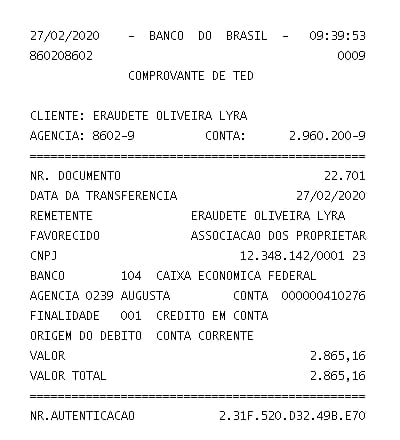 27/02/2020 - BANCO DO BRASIL - 09:39:53
860208602 0009
COMPROVANTE DE TED
CLIENTE: ERAUDETE OLIVEIRA LYRA
AGENCIA: 8602-9 CONTA: 2.960.200-9
================================================
NR. DOCUMENTO 22.701
DATA DA TRANSFERENCIA 27/02/2020
REMETENTE ERAUDETE OLIVEIRA LYRA
FAVORECIDO ASSOCIACAO DOS PROPRIETAR
CNPJ 12.348.142/0001 23
BANCO 104 CAIXA ECONOMICA FEDERAL
AGENCIA 0239 AUGUSTA CONTA 000000410276
FINALIDADE 001 CREDITO EM CONTA
ORIGEM DO DEBITO CONTA CORRENTE
VALOR 2.865,16
VALOR TOTAL 2.865,16
================================================
NR.AUTENTICACAO 2.31F.520.D32.49B.E70